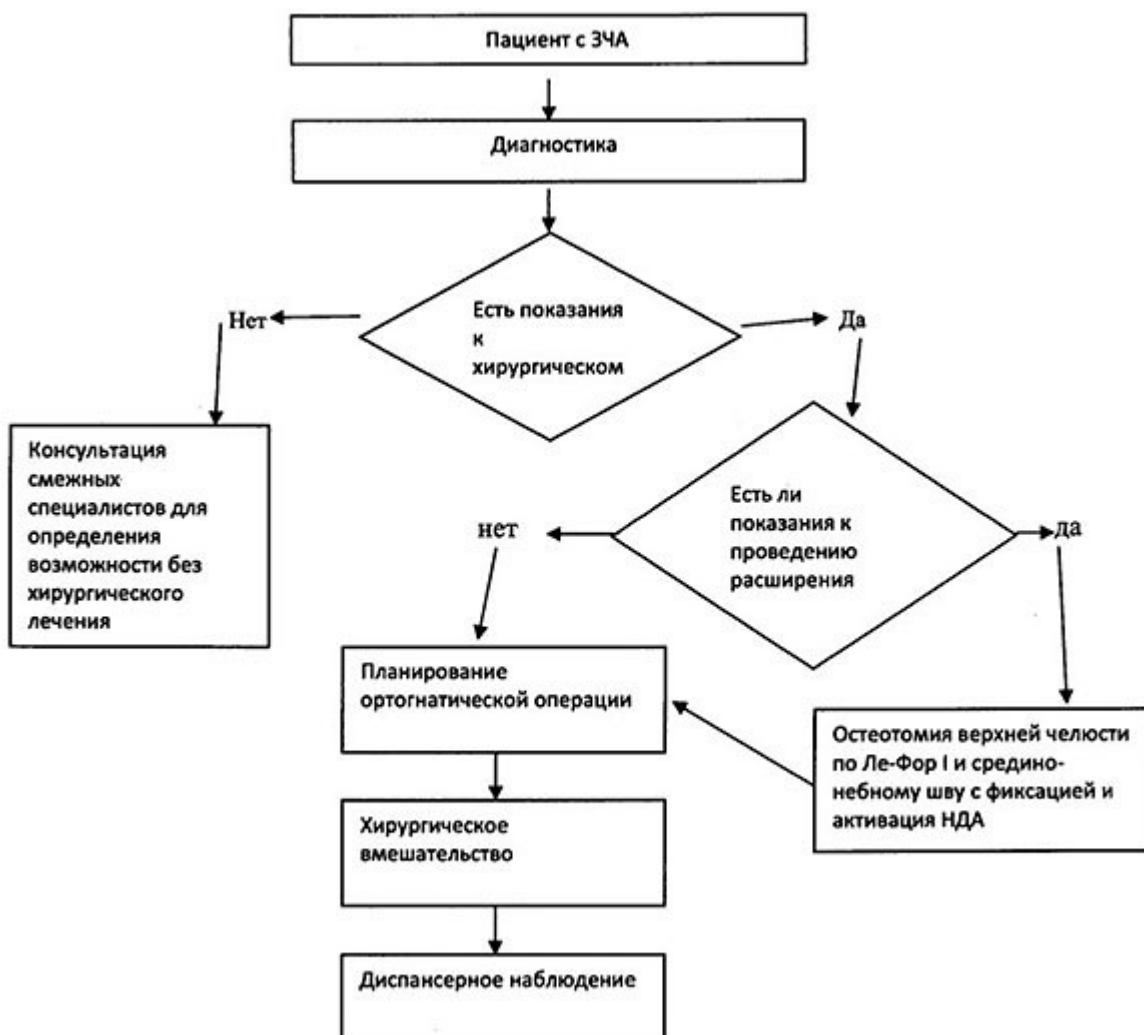 Пациент с ЗЧА
Диагностика
Есть показания
к
хирургическом
Нет
Да
Консультация
смежных
специалистов для
определения
возможности без
хирургического
лечения
Есть ли
показания к
проведению
расширения
нет
да
Планирование
ортогнатической операции
Остеотомия верхней челюсти
по Ле-Фор I и средино-
небному шву с фиксацией и
активация НДА
Хирургическое
вмешательство
Диспансерное наблюдение